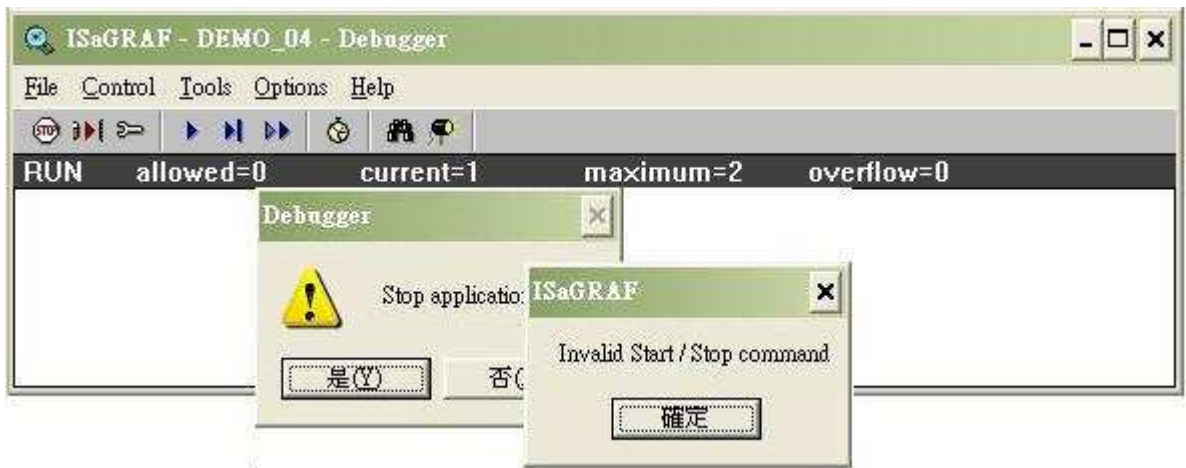 ISaGRAF - DEMO_04 - Debugger
File Control Tools Options Help
STOP
RUN allowed=0 current=1 maximum=2 overflow=0
Debugger
Stop
ISaGRAF
Invalid Start / Stop command
是(Y) 否(
確定